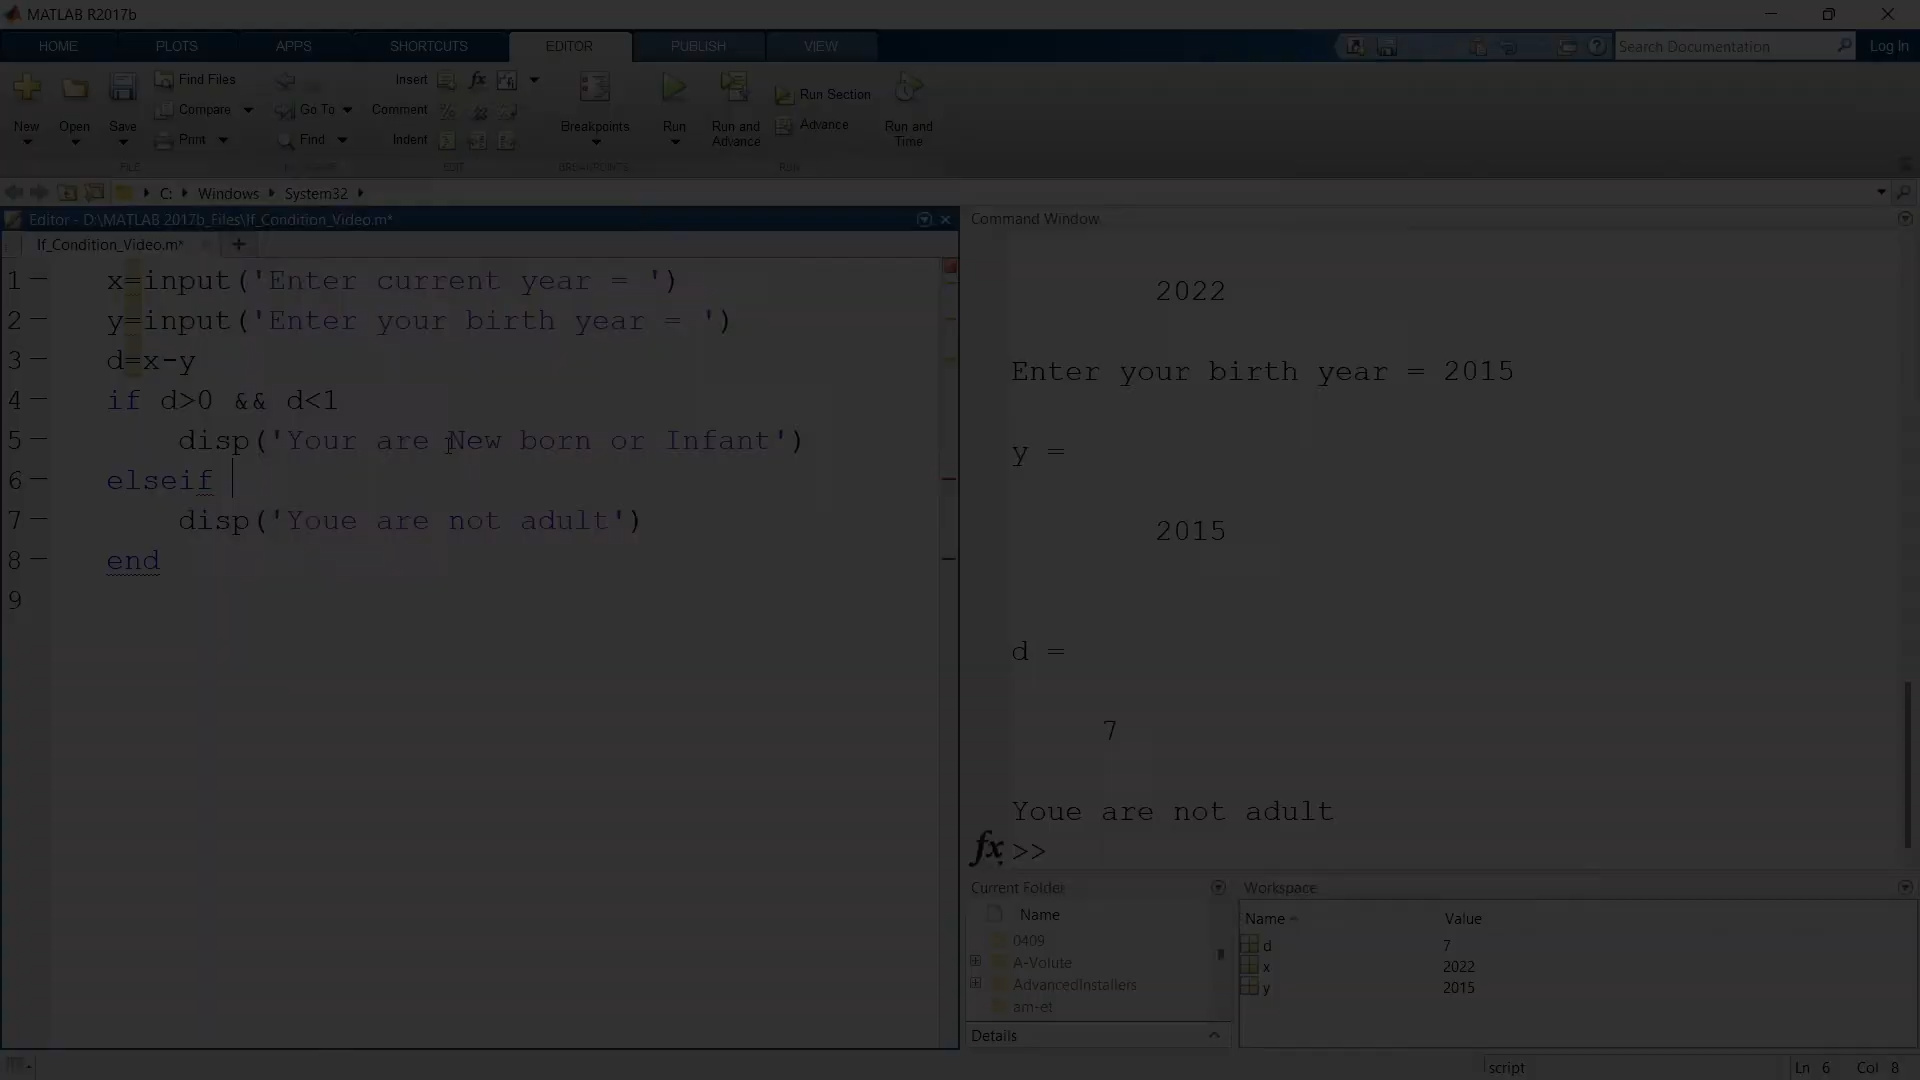 MATLAB R2017b
HOME PLOTS APPS SHORTCUTS EDITOR PUBLISH VIEW
Search Documentation
Log In
New
Open
Save
Find Files
Compare
Print
Go To
Find
Insert
fx
Comment
Indent
Breakpoints
Run
Run and Advance
Run Section
Advance
Run and Time
FILE
EDIT
BREAKPOINTS
RUN
C: Windows System32
Editor - D:\MATLAB 2017b_Files\If_Condition_Video.m*
If_Condition_Video.m*
1 x=input('Enter current year = ')
2 y=input('Enter your birth year = ')
3 d=x-y
4 if d>0 && d<1
5 disp('Your are New born or Infant')
6 elseif
7 disp('Youe are not adult')
8 end
9
Command Window
2022
Enter your birth year = 2015
y =
2015
d =
7
Youe are not adult
fx >>
Current Folder
Name
0409
A-Volute
AdvancedInstallers
am-et
Details
Workspace
Name Value
d 7
x 2022
y 2015
script
Ln 6 Col 8